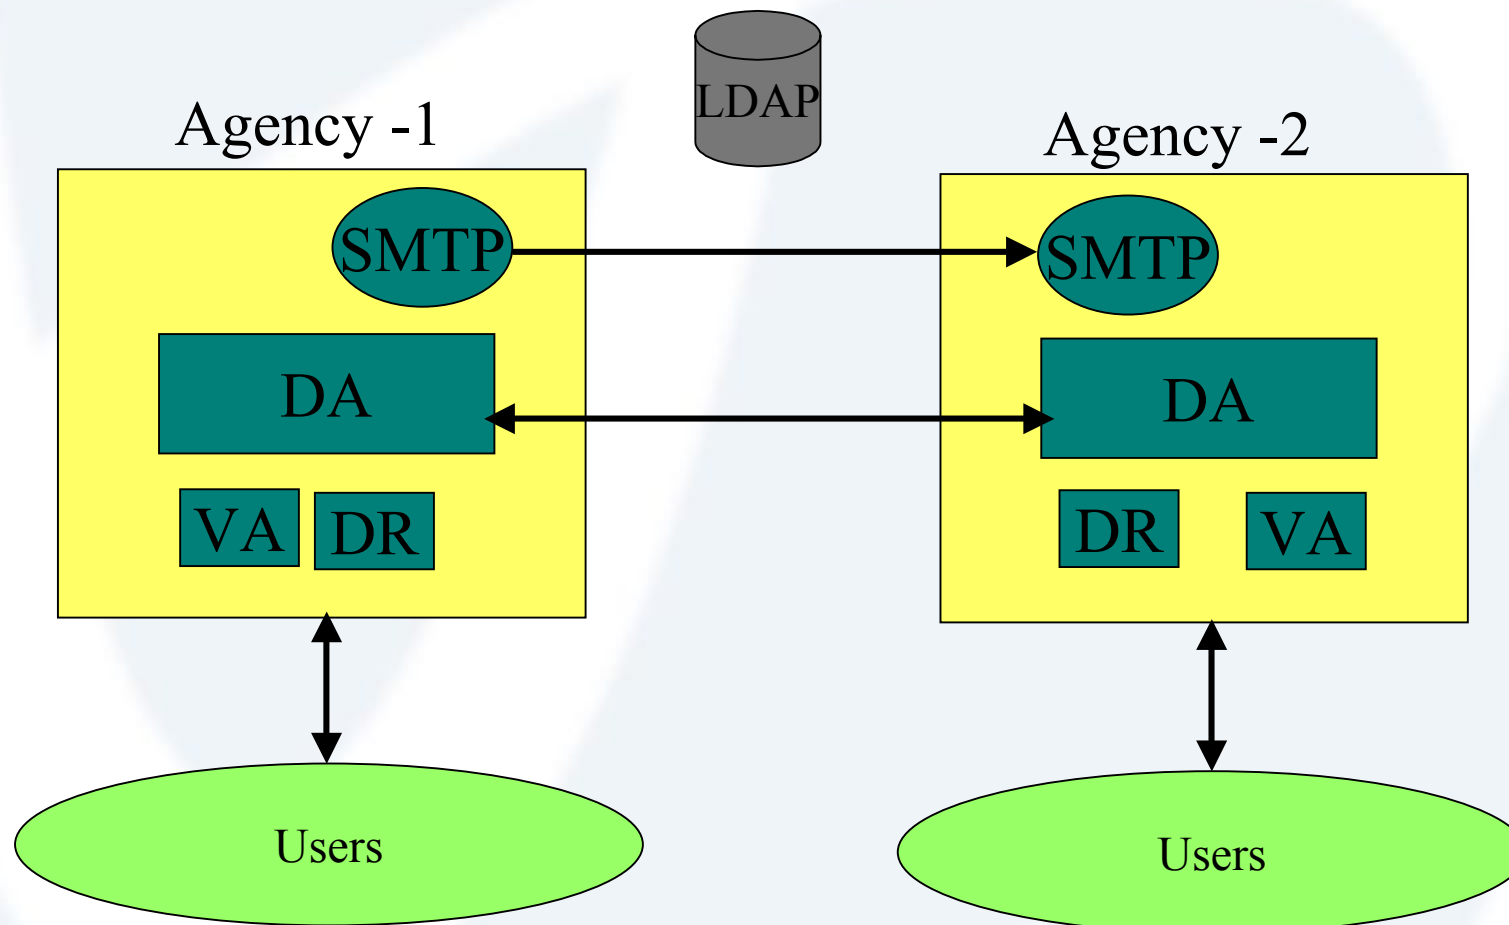 LDAP
Agency -1
Agency -2
SMTP
SMTP
DA
DA
VA
DR
DR
VA
Users
Users